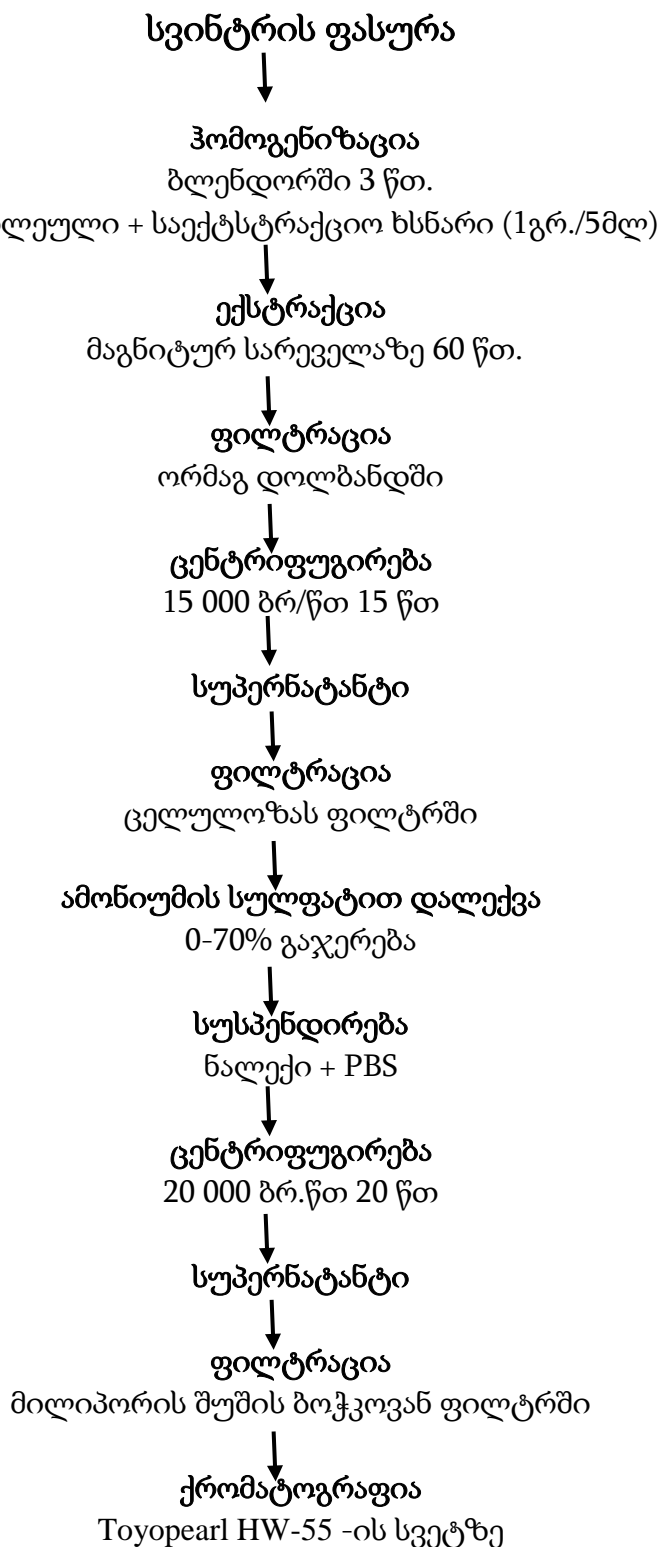 სვინტრის ფასურა
ჰომოგენიზაცია
ბლენდორში 3 წთ.
ლეული + საექტსტრაქციო ხსნარი (1გრ./5მლ)
ექსტრაქცია
მაგნიტურ სარეველაზე 60 წთ.
ფილტრაცია
ორმაგ დოლბანდში
ცენტრიფუგირება
15 000 ბრ/წთ 15 წთ
სუპერნატანტი
ფილტრაცია
ცელულოზას ფილტრში
ამონიუმის სულფატით დალექვა
0-70% გაჯერება
სუსპენდირება
ნალექი + PBS
ცენტრიფუგირება
20 000 ბრ.წთ 20 წთ
სუპერნატანტი
ფილტრაცია
მილიპორის შუშის ბოჭკოვან ფილტრში
ქრომატოგრაფია
Toyopearl HW-55 -ის სვეტზე